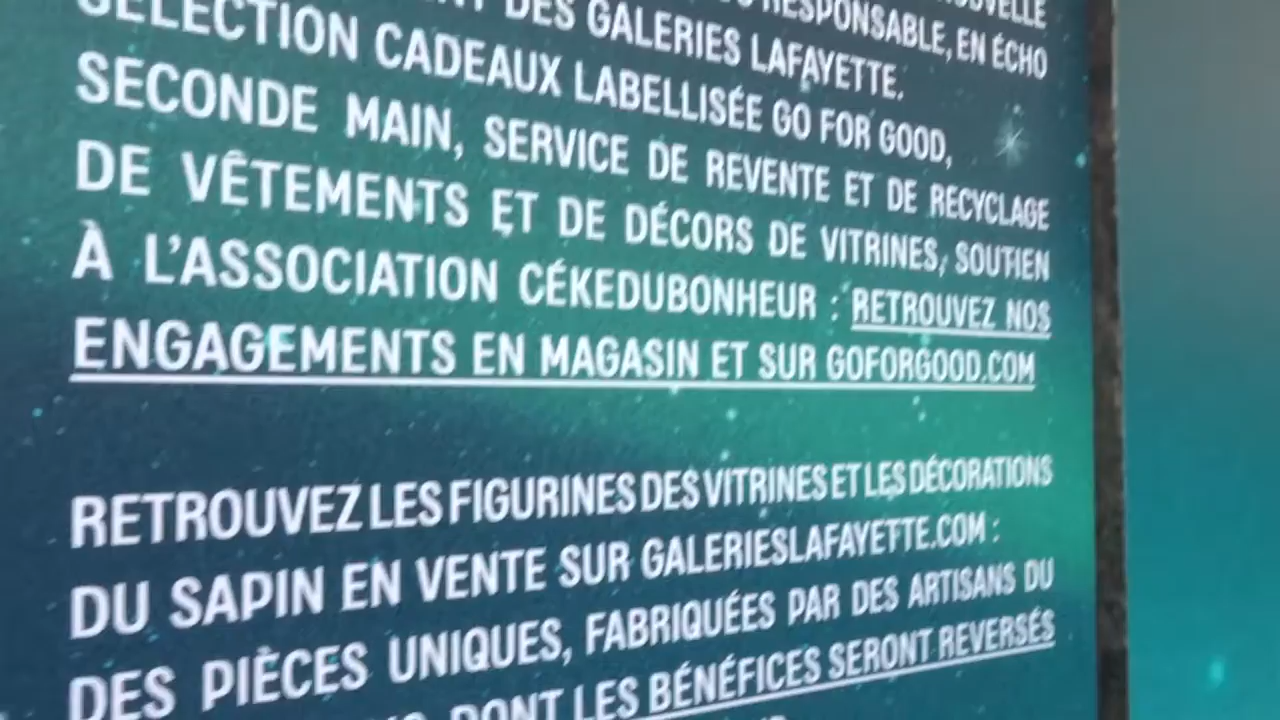 RESPONSABLE, EN ÉCHO
DES GALERIES LAFAYETTE.
SÉLECTION CADEAUX LABELLISÉE GO FOR GOOD,
SECONDE MAIN, SERVICE DE REVENTE ET DE RECYCLAGE
DE VÊTEMENTS ET DE DÉCORS DE VITRINES, SOUTIEN
À L'ASSOCIATION CÉKEDUBONHEUR : RETROUVEZ NOS
ENGAGEMENTS EN MAGASIN ET SUR GOFORGOOD.COM
RETROUVEZ LES FIGURINES DES VITRINES ET LES DÉCORATIONS
DU SAPIN EN VENTE SUR GALERIESLAFAYETTE.COM :
DES PIÈCES UNIQUES, FABRIQUÉES PAR DES ARTISANS DU
DONT LES BÉNÉFICES SERONT REVERSÉS